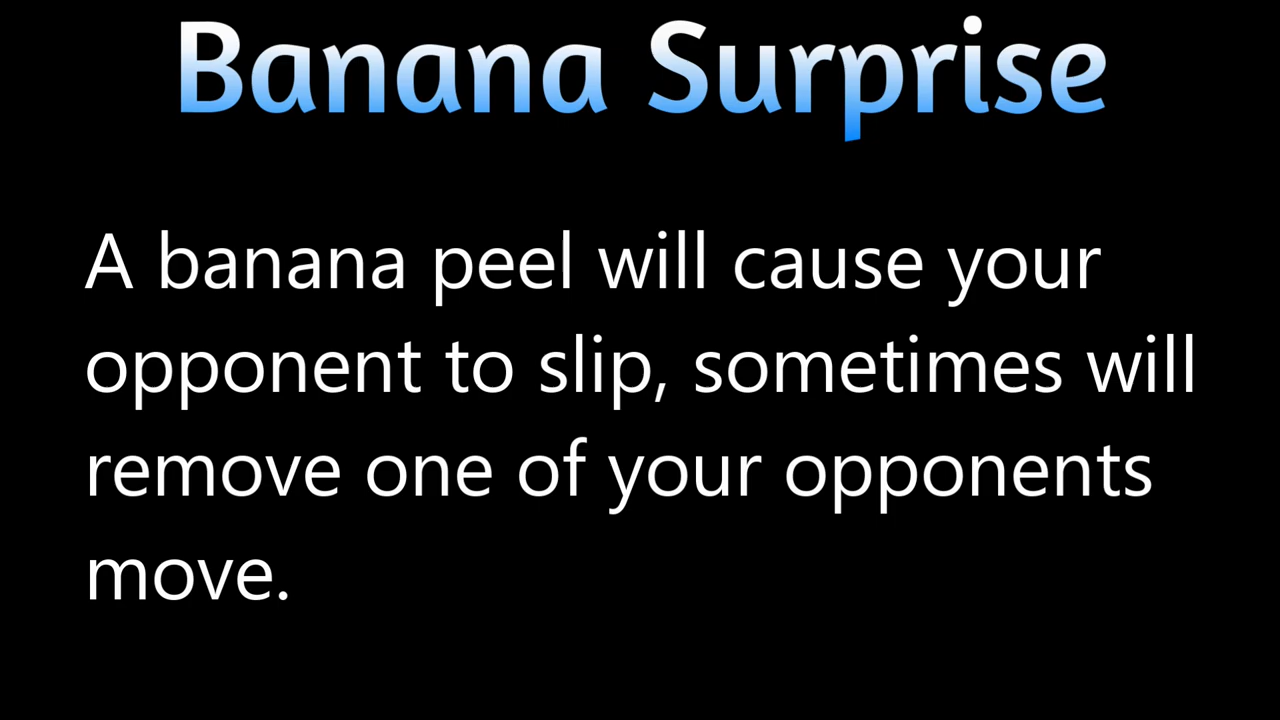 Banana Surprise
A banana peel will cause your
opponent to slip, sometimes will
remove one of your opponents
move.